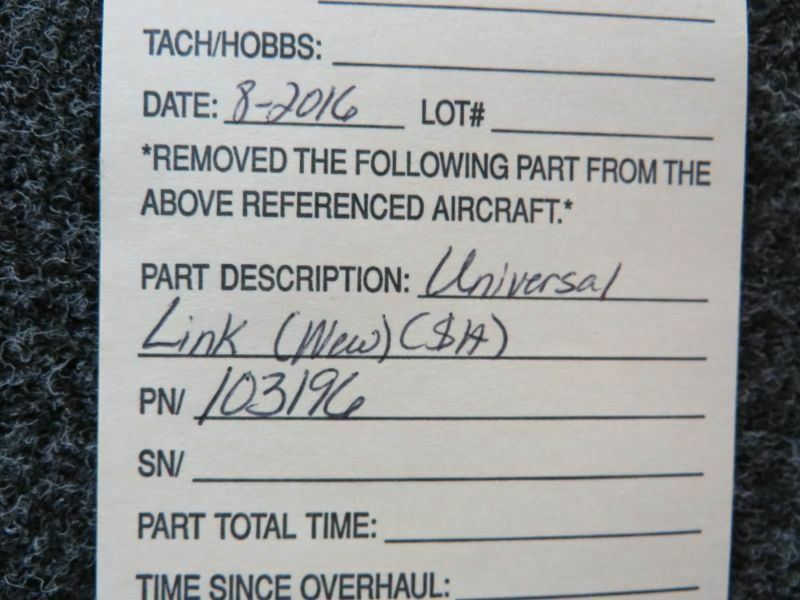 TACH/HOBBS:
DATE: 8-2016 LOT#
*REMOVED THE FOLLOWING PART FROM THE
ABOVE REFERENCED AIRCRAFT.*
PART DESCRIPTION: Universal
Link (New)
PN/ 103196
SN/
PART TOTAL TIME:
TIME SINCE OVERHAUL: